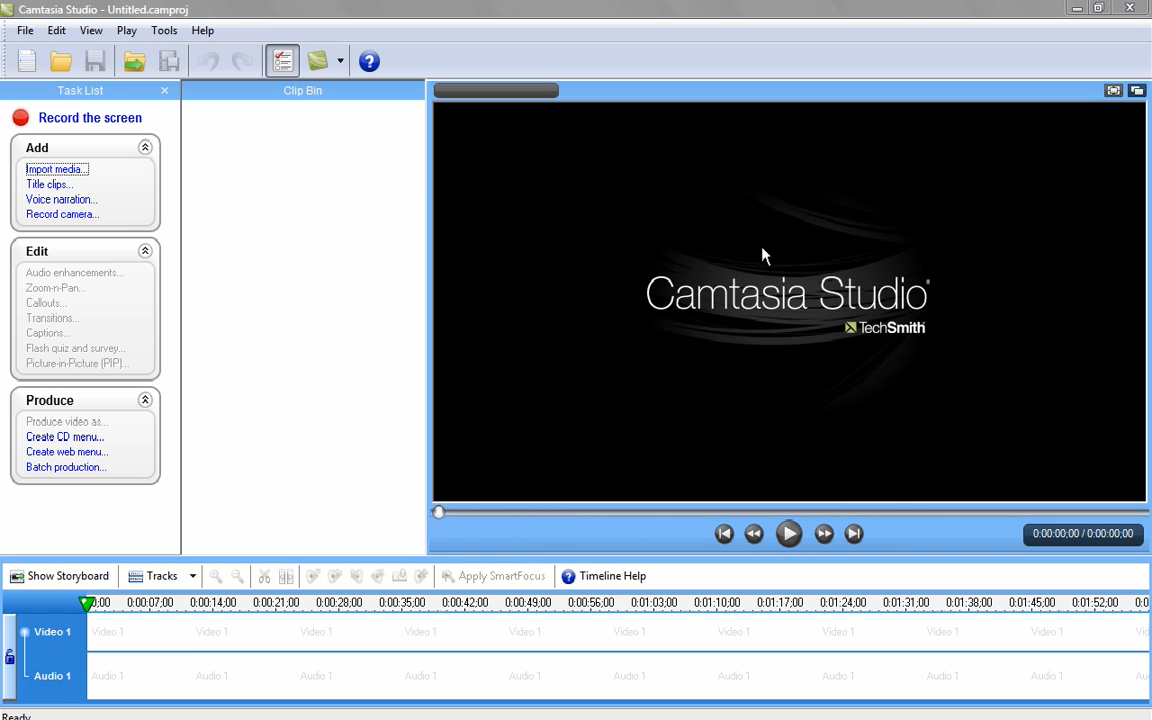 Camtasia Studio - Untitled.camproj
File Edit View Play Tools Help
Task List
Clip Bin
Record the screen
Add
Import media...
Title clips...
Voice narration...
Record camera...
Edit
Audio enhancements...
Zoom-n-Pan...
Callouts...
Transitions...
Captions...
Flash quiz and survey...
Picture-in-Picture (PIP)...
Produce
Produce video as...
Create CD menu...
Create web menu...
Batch production...
Camtasia Studio®
TechSmith
0:00:00;00 / 0:00:00;00
Show Storyboard Tracks Apply SmartFocus Timeline Help
0:00:07;00 0:00:14;00 0:00:21;00 0:00:28;00 0:00:35;00 0:00:42;00 0:00:49;00 0:00:56;00 0:01:03;00 0:01:10;00 0:01:17;00 0:01:24;00 0:01:31;00 0:01:38;00 0:01:45;00 0:01:52;00
Video 1 Video 1 Video 1 Video 1 Video 1 Video 1 Video 1 Video 1 Video 1 Video 1 Video 1
Audio 1 Audio 1 Audio 1 Audio 1 Audio 1 Audio 1 Audio 1 Audio 1 Audio 1 Audio 1 Audio 1
Ready